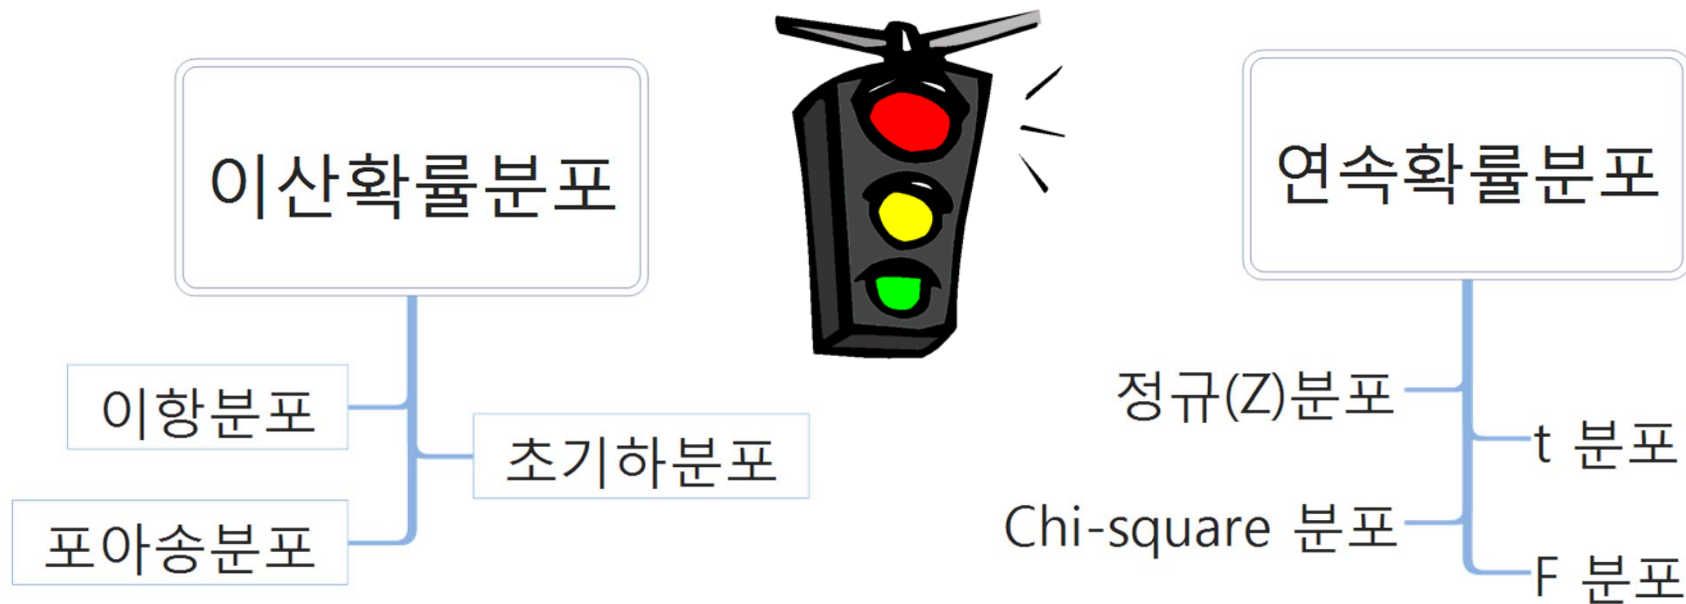 이산확률분포
이항분포
초기하분포
포아송분포
연속확률분포
정규(Z)분포
t 분포
Chi-square 분포
F 분포